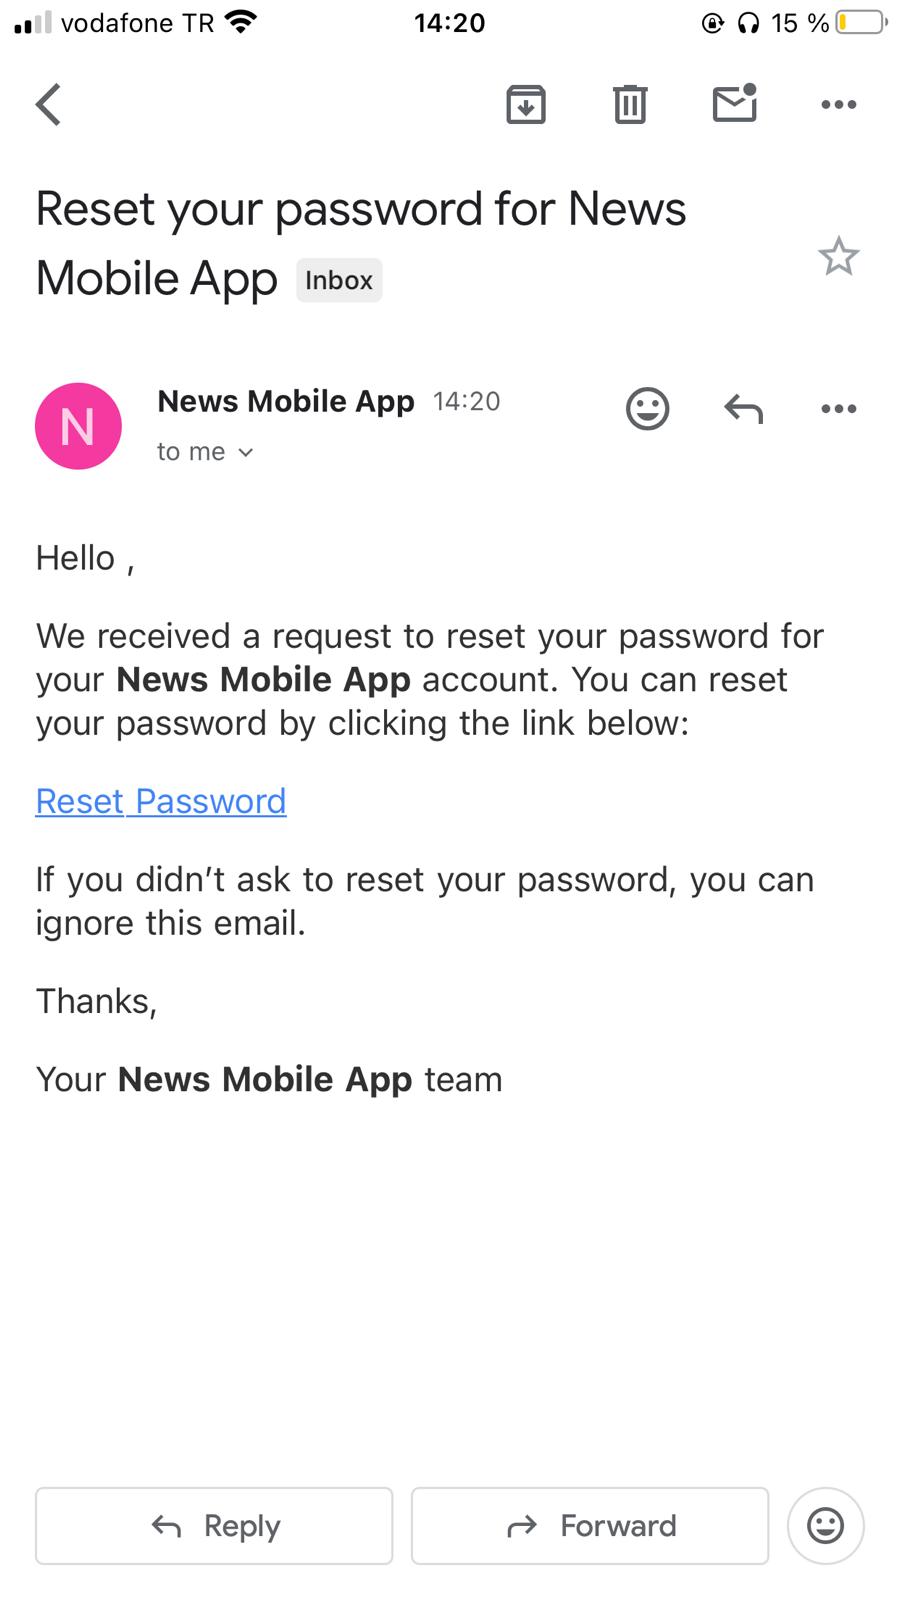 vodafone TR 14:20 15 %
Reset your password for News
Mobile App Inbox
N News Mobile App 14:20
to me
Hello ,
We received a request to reset your password for
your News Mobile App account. You can reset
your password by clicking the link below:
Reset Password
If you didn’t ask to reset your password, you can
ignore this email.
Thanks,
Your News Mobile App team
Reply Forward